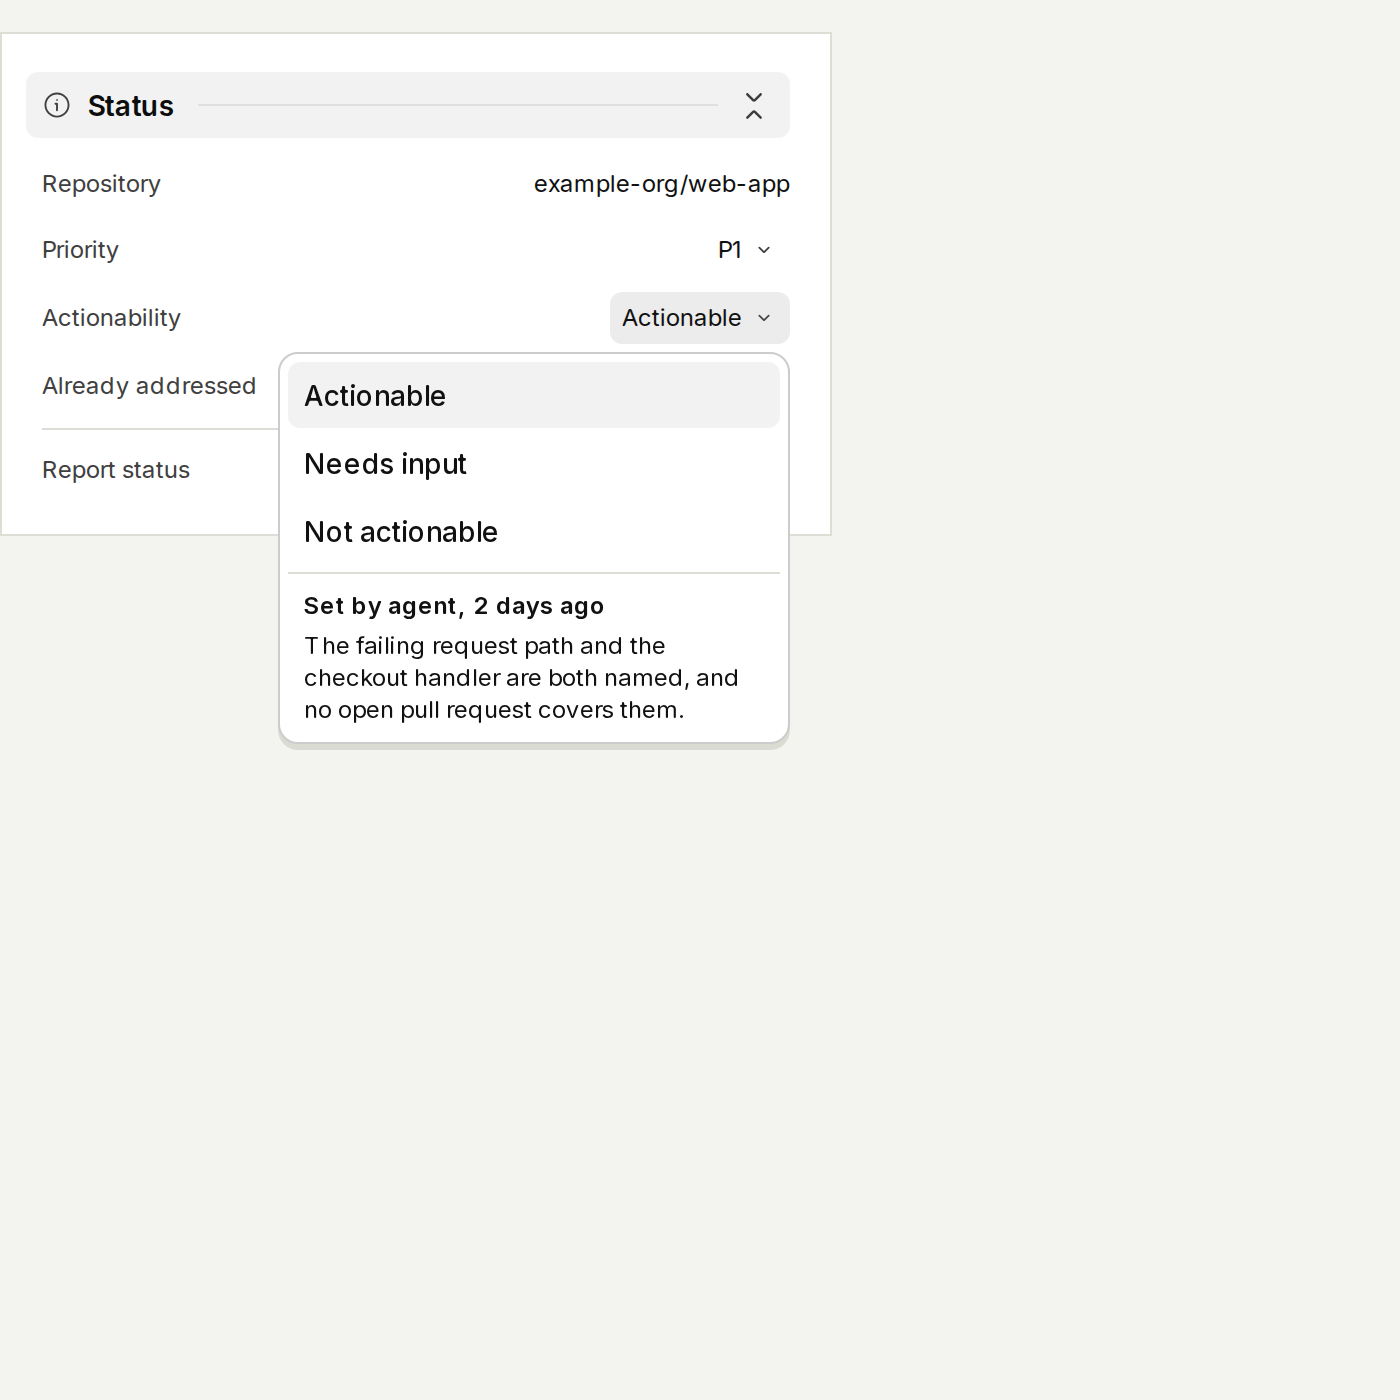 Status
Repository
example-org/web-app
Priority
P1
Actionability
Actionable
Already addressed
Report status
Actionable
Needs input
Not actionable
Set by agent, 2 days ago
The failing request path and the
checkout handler are both named, and
no open pull request covers them.